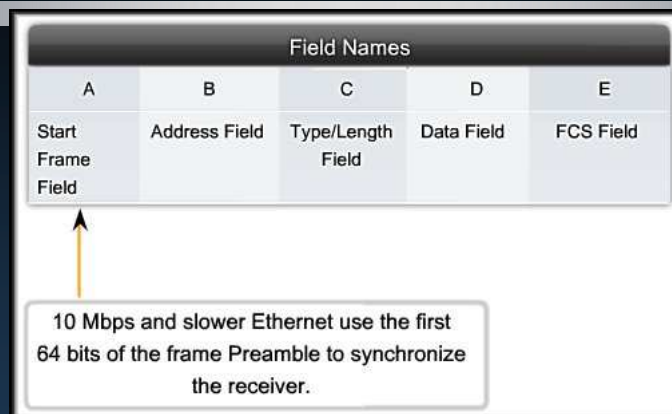 Field Names
A B C D E
Start Frame Field Address Field Type/Length Field Data Field FCS Field
10 Mbps and slower Ethernet use the first
64 bits of the frame Preamble to synchronize
the receiver.